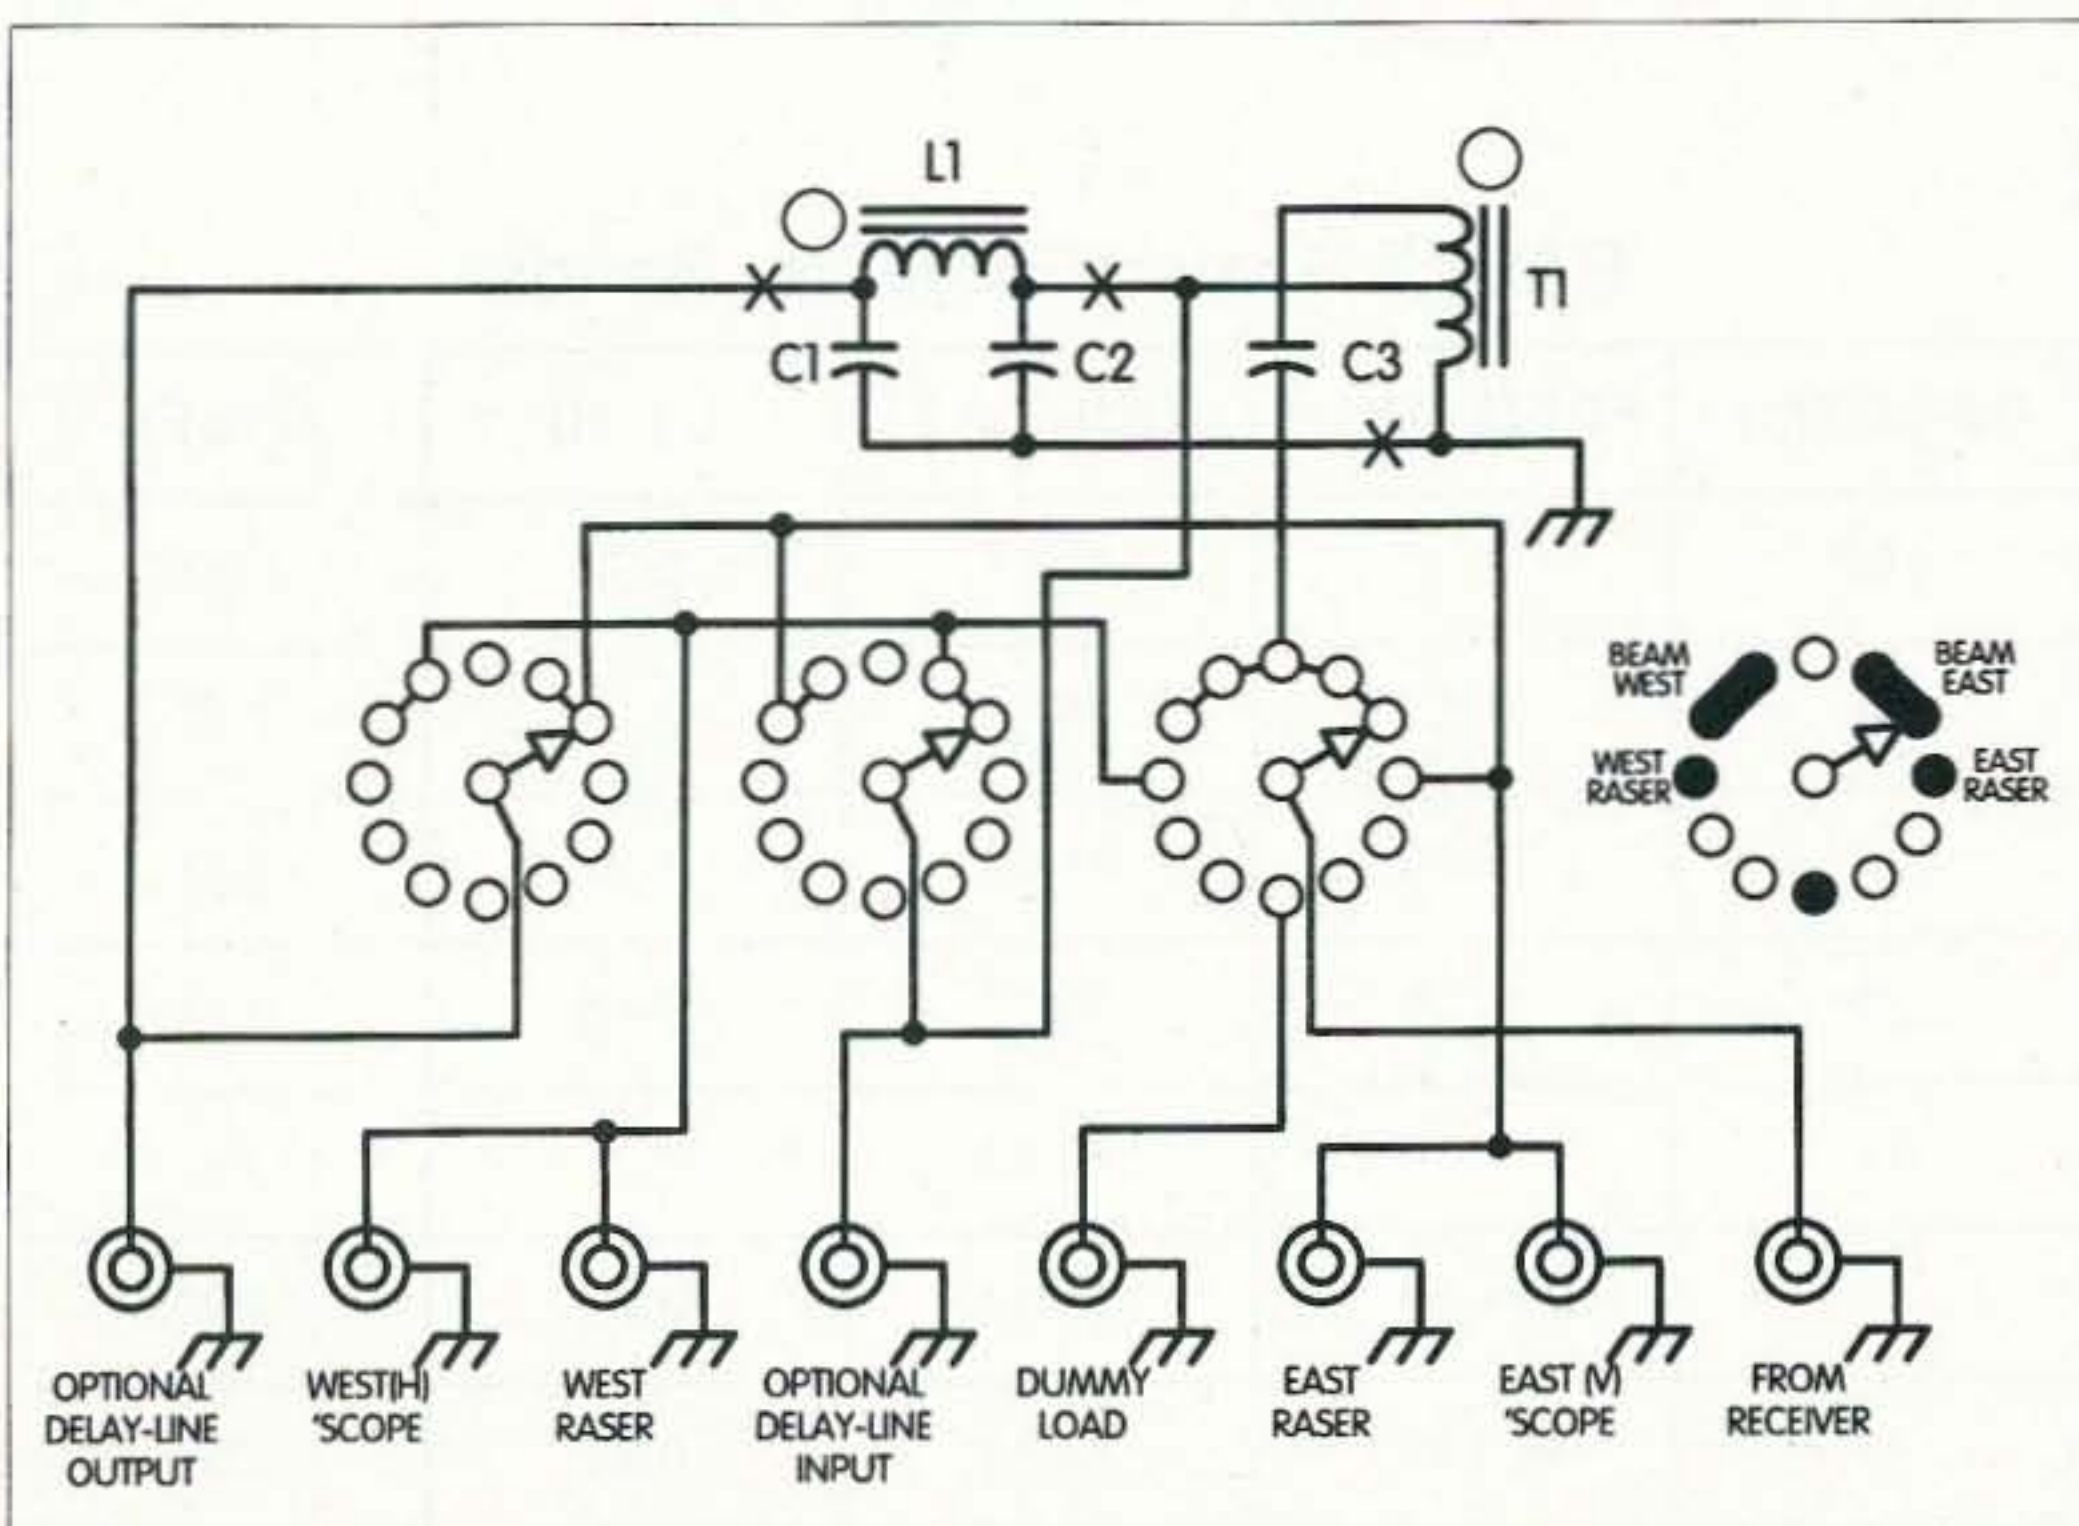 L1
T1
C1
C2
C3
BEAM
WEST
BEAM
EAST
WEST
RASER
EAST
RASER
OPTIONAL
DELAY-LINE
OUTPUT
WEST(H)
'SCOPE
WEST
RASER
OPTIONAL
DELAY-LINE
INPUT
DUMMY
LOAD
EAST
RASER
EAST (V)
'SCOPE
FROM
RECEIVER